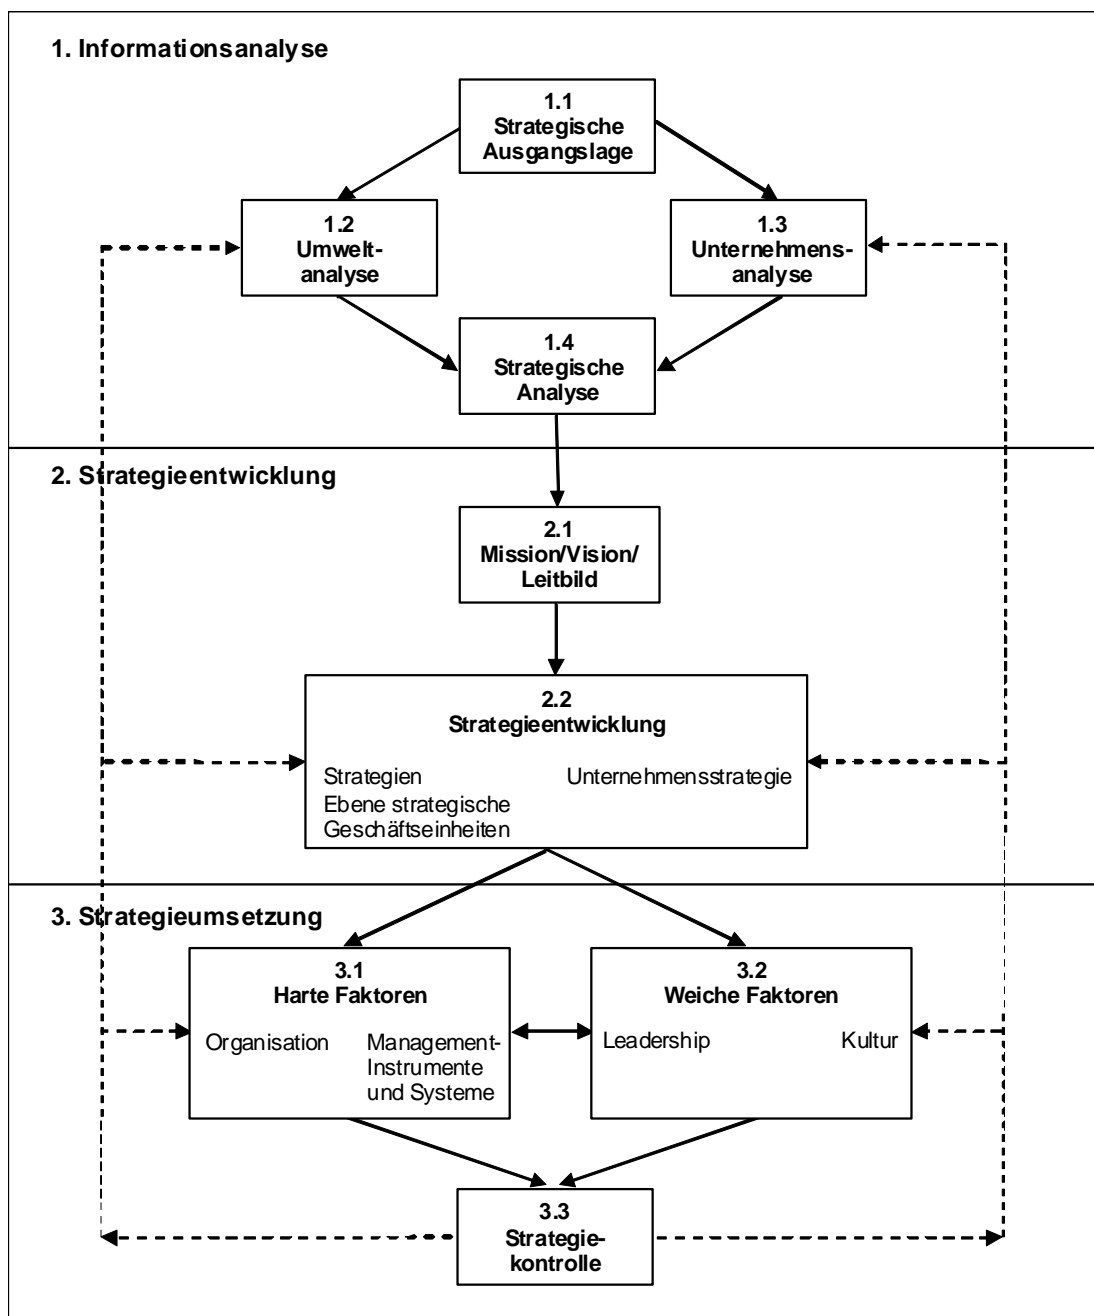 1. Informationsanalyse
1.1
Strategische
Ausgangslage
1.2
Umwelt-
analyse
1.3
Unternehmens-
analyse
1.4
Strategische
Analyse
2. Strategieentwicklung
2.1
Mission/Vision/
Leitbild
2.2
Strategieentwicklung
Strategien
Ebene strategische
Geschäftseinheiten
Unternehmensstrategie
3. Strategieumsetzung
3.1
Harte Faktoren
Organisation
Management-
Instrumente
und Systeme
3.2
Weiche Faktoren
Leadership
Kultur
3.3
Strategie-
kontrolle